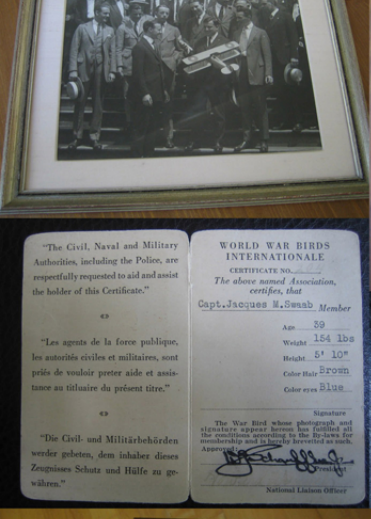 "The Civil, Naval and Military
Authorities, including the Police, are
respectfully requested to aid and assist
the holder of this Certificate."
"Les agents de la force publique,
les autorités civiles et militaires, sont
priés de vouloir preter aide et assis-
tance au titluaire du présent titre."
"Die Civil- und Militärbehörden
werder gebeten, dem inhaber dieses
Zeugnisses Schutz und Hülfe zu ge-
währen."
WORLD WAR BIRDS
INTERNATIONALE
CERTIFICATE NO.
The above named Association,
certifies, that
Capt.Jacques M.Swaab Member
Age 39
Weight 154 lbs
Height 5' 10"
Color Hair Brown
Color eyes Blue
Signature
The War Bird whose photograph and
signature appear hereon has fulfilled all
the conditions according to the By-laws for
membership and is hereby breveted as such.
Approved:
President
National Liaison Officer